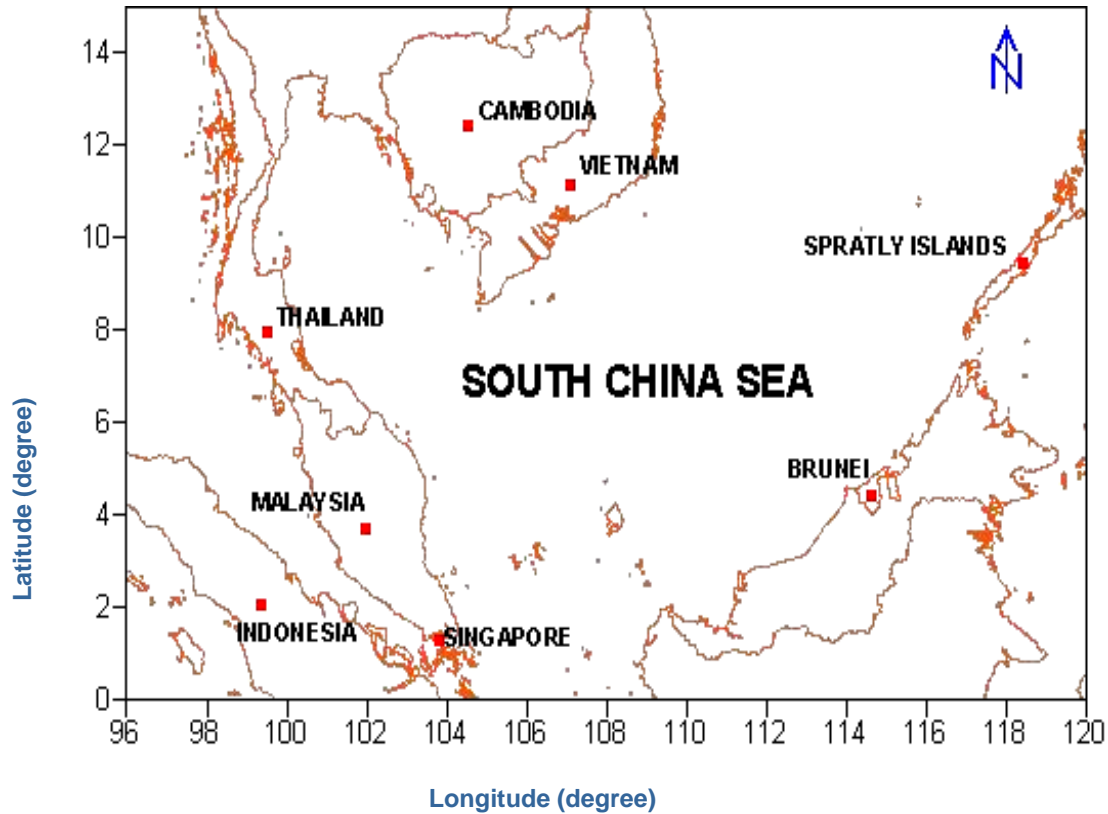 N
14
CAMBODIA
12
VIETNAM
10
SPRATLY ISLANDS
8
THAILAND
SOUTH CHINA SEA
6
BRUNEI
MALAYSIA
4
2
INDONESIA
SINGAPORE
0
96 98 100 102 104 106 108 110 112 114 116 118 120
Latitude (degree)
Longitude (degree)